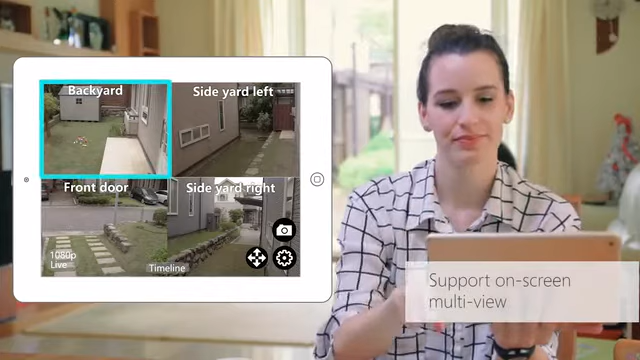 Backyard
Side yard left
Front door
Side yard right
1080p
Live
Timeline
Support on-screen
multi-view